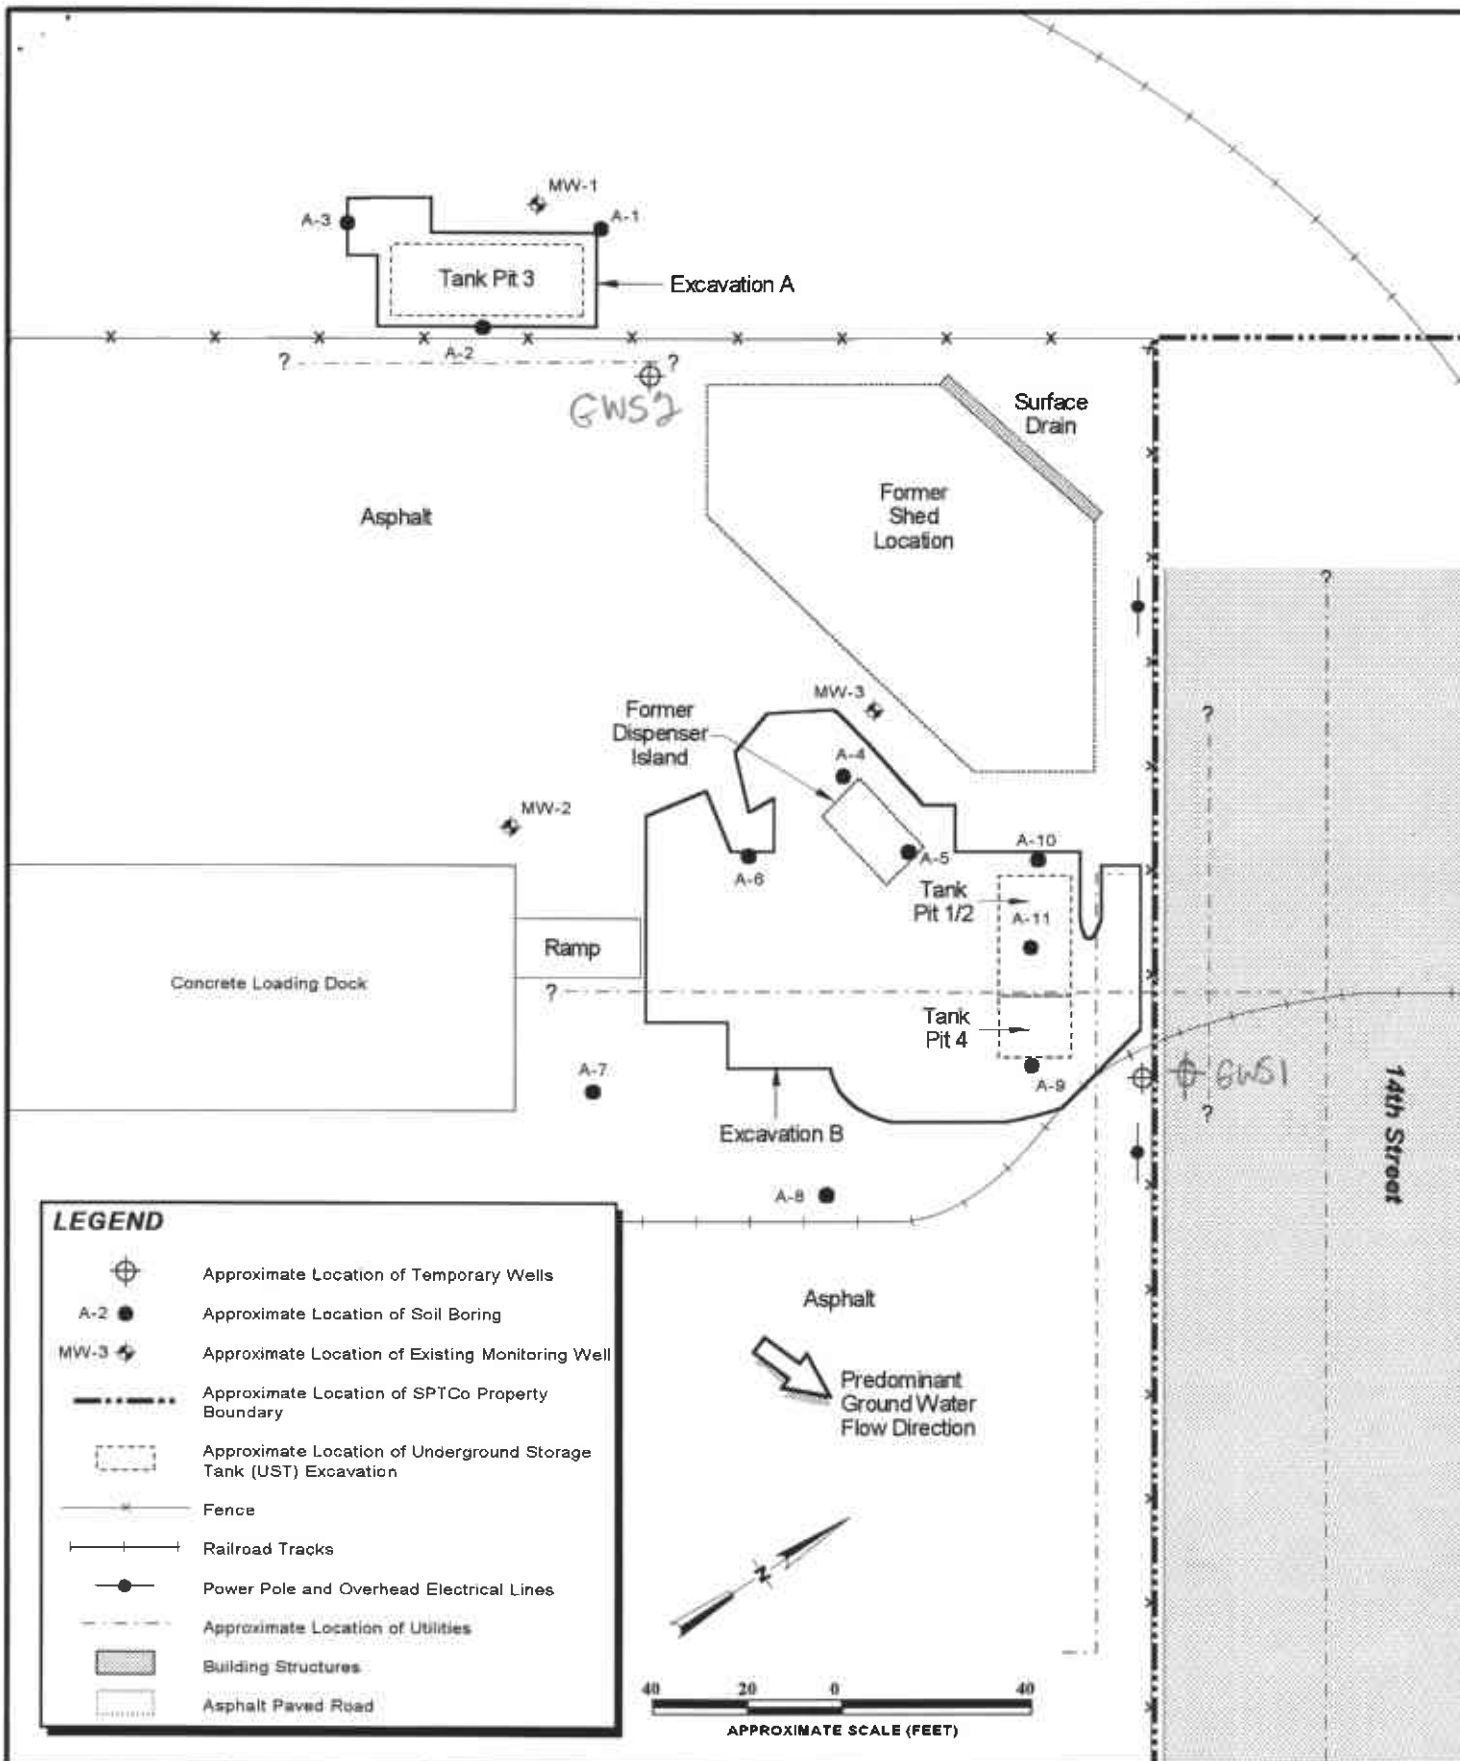 MW-1
A-3
A-1
Tank Pit 3
Excavation A
A-2
?
?
GWS2
Surface
Drain
Former
Shed
Location
Asphalt
?
MW-3
?
Former
Dispenser
Island
A-4
MW-2
A-10
A-5
A-6
Tank
Pit 1/2
A-11
Ramp
Concrete Loading Dock
?
Tank
Pit 4
A-9
GWS1
A-7
?
14th Street
Excavation B
A-8
LEGEND
Approximate Location of Temporary Wells
A-2 Approximate Location of Soil Boring
MW-3 Approximate Location of Existing Monitoring Well
Approximate Location of SPTCo Property
Boundary
Approximate Location of Underground Storage
Tank (UST) Excavation
Fence
Railroad Tracks
Power Pole and Overhead Electrical Lines
Approximate Location of Utilities
Building Structures
Asphalt Paved Road
Asphalt
Predominant
Ground Water
Flow Direction
N
40 20 0 40
APPROXIMATE SCALE (FEET)